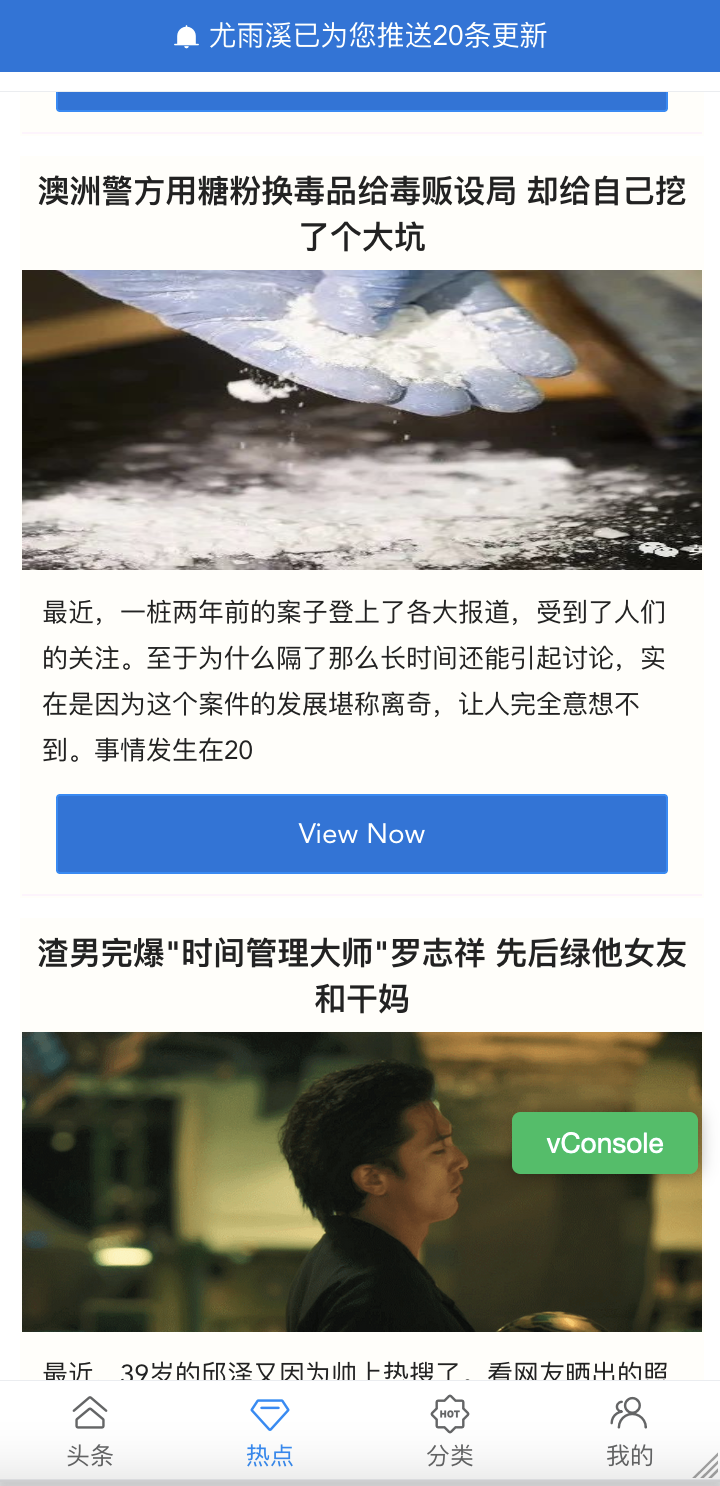 尤雨溪已为您推送20条更新
澳洲警方用糖粉换毒品给毒贩设局 却给自己挖
了个大坑
最近，一桩两年前的案子登上了各大报道，受到了人们
的关注。至于为什么隔了那么长时间还能引起讨论，实
在是因为这个案件的发展堪称离奇，让人完全意想不
到。事情发生在20
View Now
渣男完爆"时间管理大师"罗志祥 先后绿他女友
和干妈
vConsole
最近，39岁的邱泽又因为帅上热搜了。看网友晒出的照
HOT
头条
热点
分类
我的